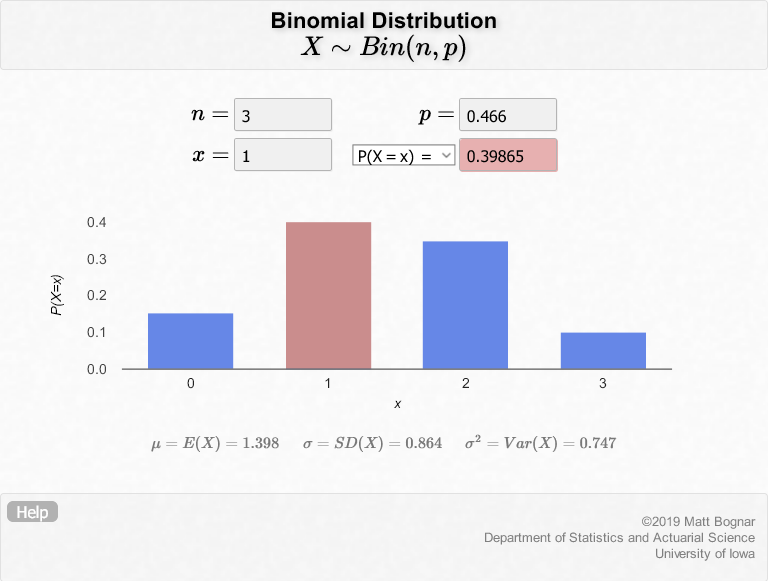 Binomial Distribution
X ∼ Bin(n, p)
n = 3 p = 0.466
x = 1 P(X = x) = 0.39865
0.4
0.3
0.2
0.1
0.0
P(X=x)
0 1 2 3
x
μ = E(X) = 1.398 σ = SD(X) = 0.864 σ² = Var(X) = 0.747
Help
©2019 Matt Bognar
Department of Statistics and Actuarial Science
University of Iowa